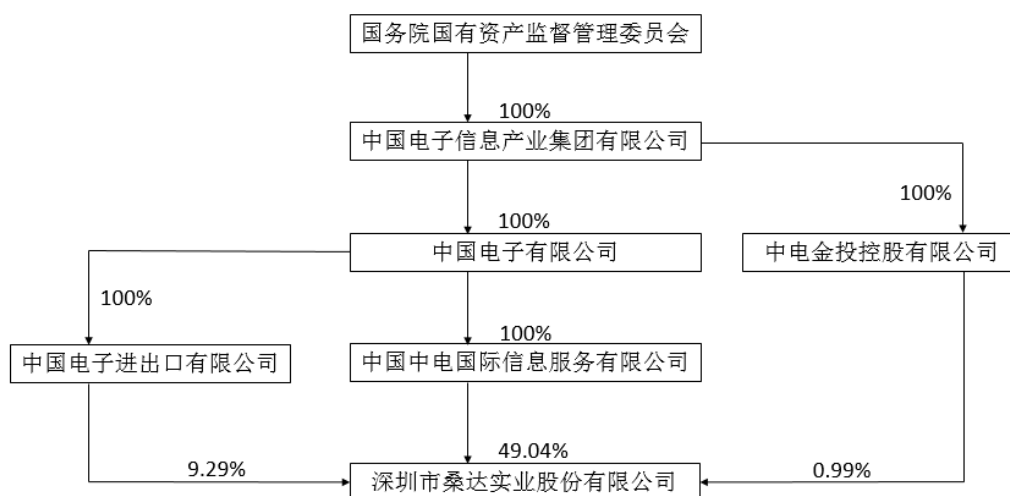 国务院国有资产监督管理委员会
100%
中国电子信息产业集团有限公司
100%
100%
中国电子有限公司
中电金投控股有限公司
100%
100%
中国电子进出口有限公司
中国中电国际信息服务有限公司
9.29%
49.04%
0.99%
深圳市桑达实业股份有限公司